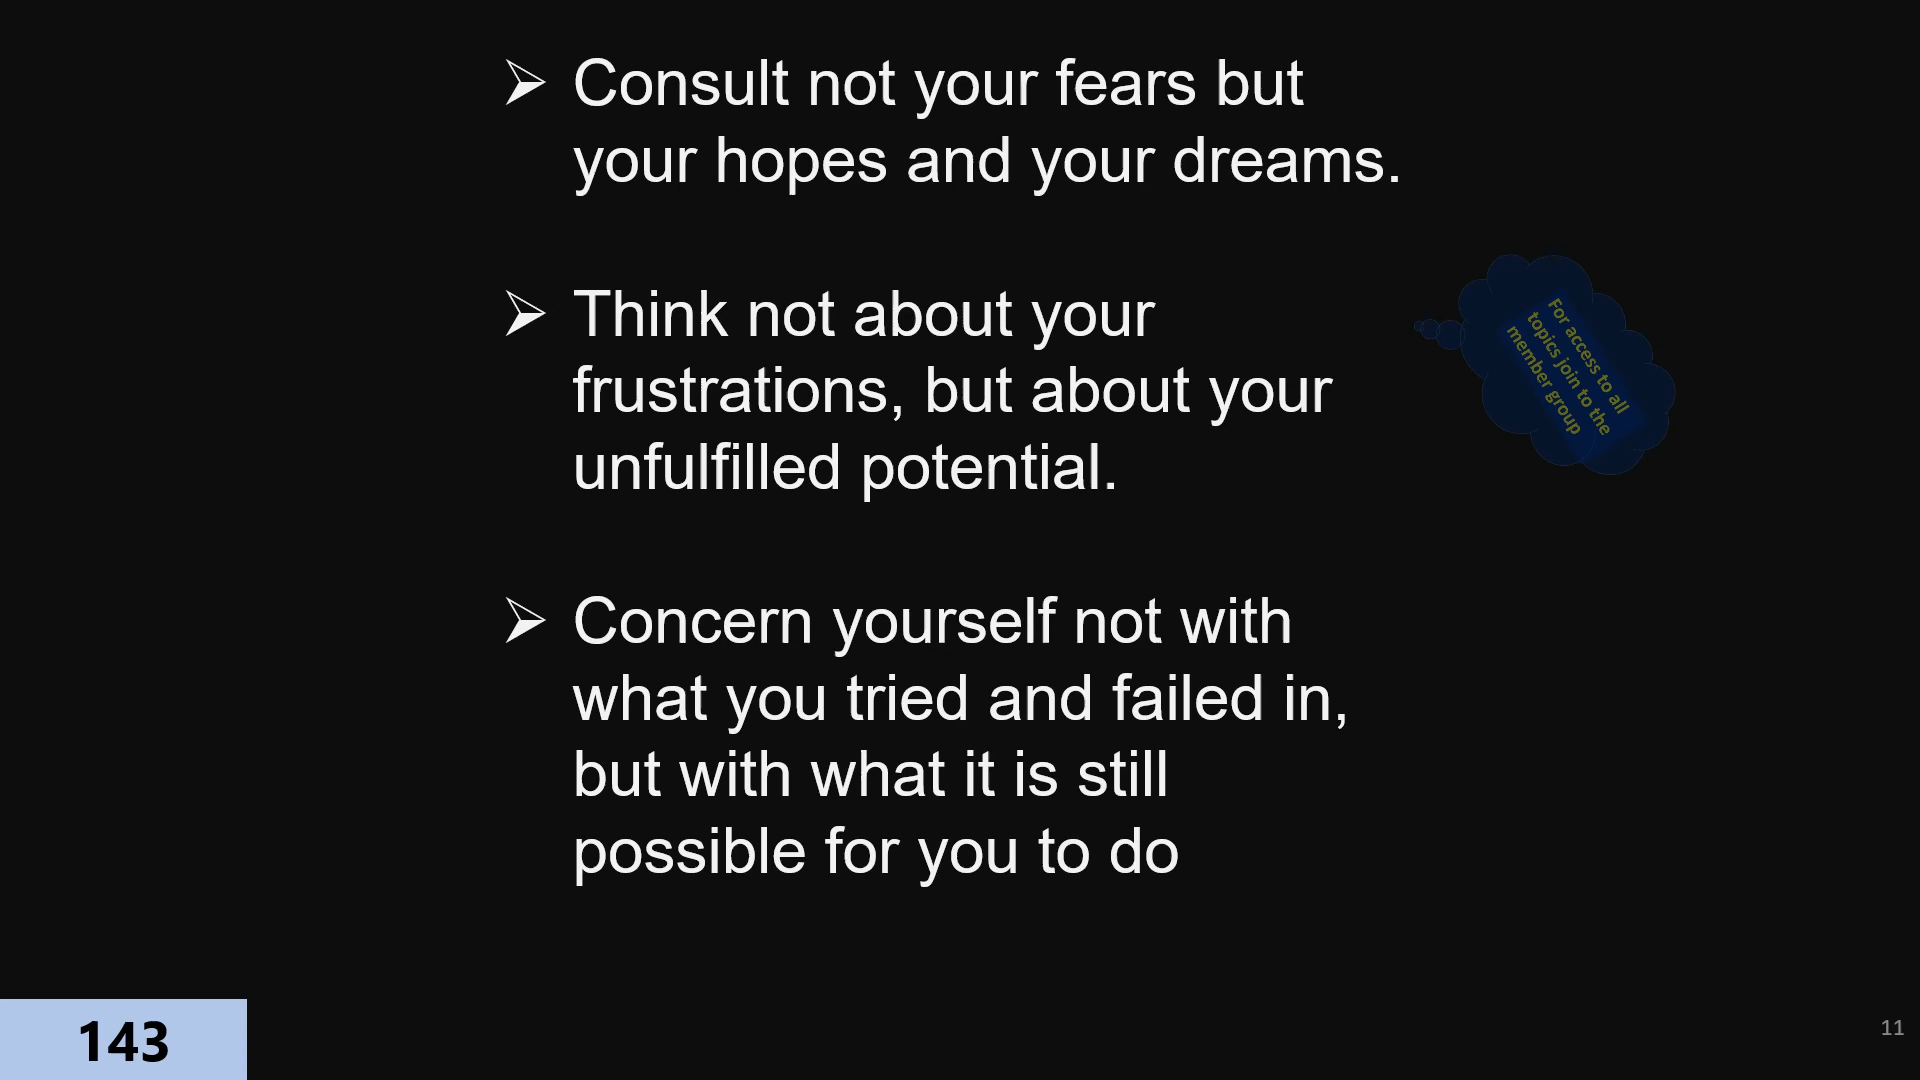 Consult not your fears but
your hopes and your dreams.
Think not about your
frustrations, but about your
unfulfilled potential.
Concern yourself not with
what you tried and failed in,
but with what it is still
possible for you to do
For access to all
topics join to the
member group
143
11